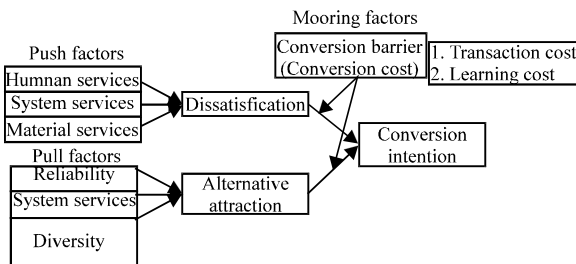 Mooring factors
Push factors
Conversion barrier
(Conversion cost)
1. Transaction cost
2. Learning cost
Humnan services
System services
Material services
Dissatisfication
Conversion
intention
Pull factors
Reliability
System services
Diversity
Alternative
attraction